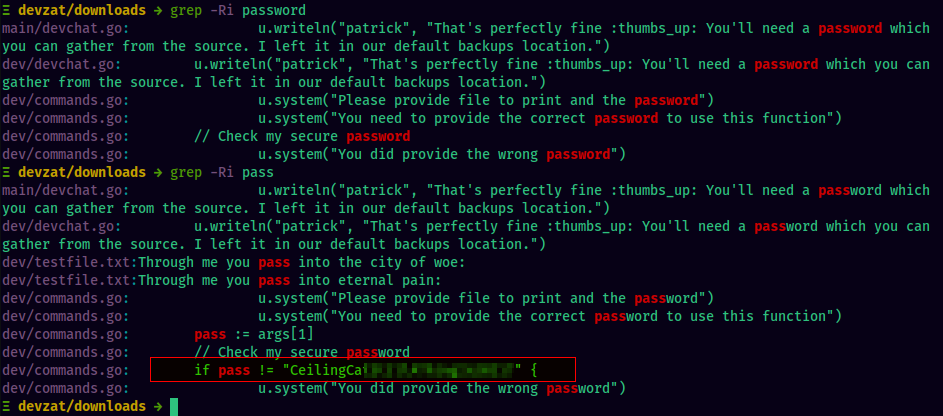 Ξ devzat/downloads → grep -Ri password
main/devchat.go:                u.writeln("patrick", "That's perfectly fine :thumbs_up: You'll need a password which
you can gather from the source. I left it in our default backups location.")
dev/devchat.go:         u.writeln("patrick", "That's perfectly fine :thumbs_up: You'll need a password which you can
gather from the source. I left it in our default backups location.")
dev/commands.go:                u.system("Please provide file to print and the password")
dev/commands.go:                u.system("You need to provide the correct password to use this function")
dev/commands.go:        // Check my secure password
dev/commands.go:                u.system("You did provide the wrong password")
Ξ devzat/downloads → grep -Ri pass
main/devchat.go:                u.writeln("patrick", "That's perfectly fine :thumbs_up: You'll need a password which
you can gather from the source. I left it in our default backups location.")
dev/devchat.go:         u.writeln("patrick", "That's perfectly fine :thumbs_up: You'll need a password which you can
gather from the source. I left it in our default backups location.")
dev/testfile.txt:Through me you pass into the city of woe:
dev/testfile.txt:Through me you pass into eternal pain:
dev/commands.go:                u.system("Please provide file to print and the password")
dev/commands.go:                u.system("You need to provide the correct password to use this function")
dev/commands.go:        pass := args[1]
dev/commands.go:        // Check my secure password
dev/commands.go:        if pass != " " {
dev/commands.go:                u.system("You did provide the wrong password")
Ξ devzat/downloads →